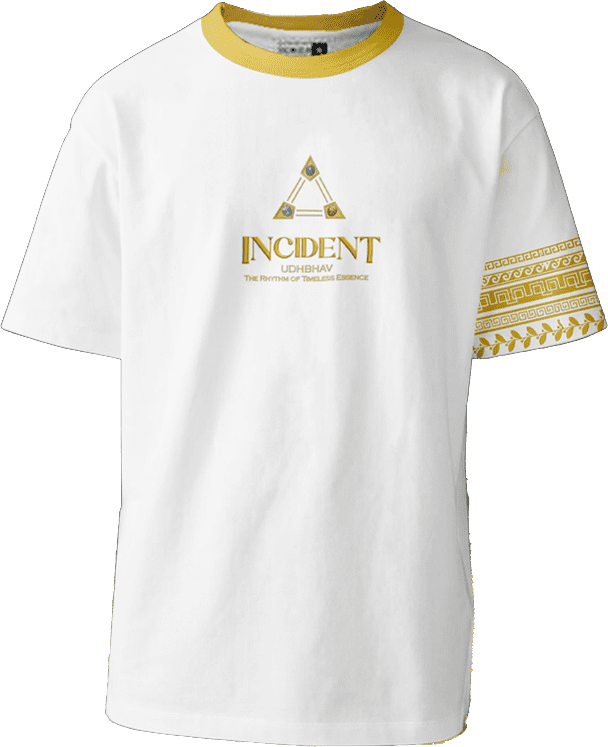 INCIDENT
UDHBHAV
THE RHYTHM OF TIMELESS ESSENCE